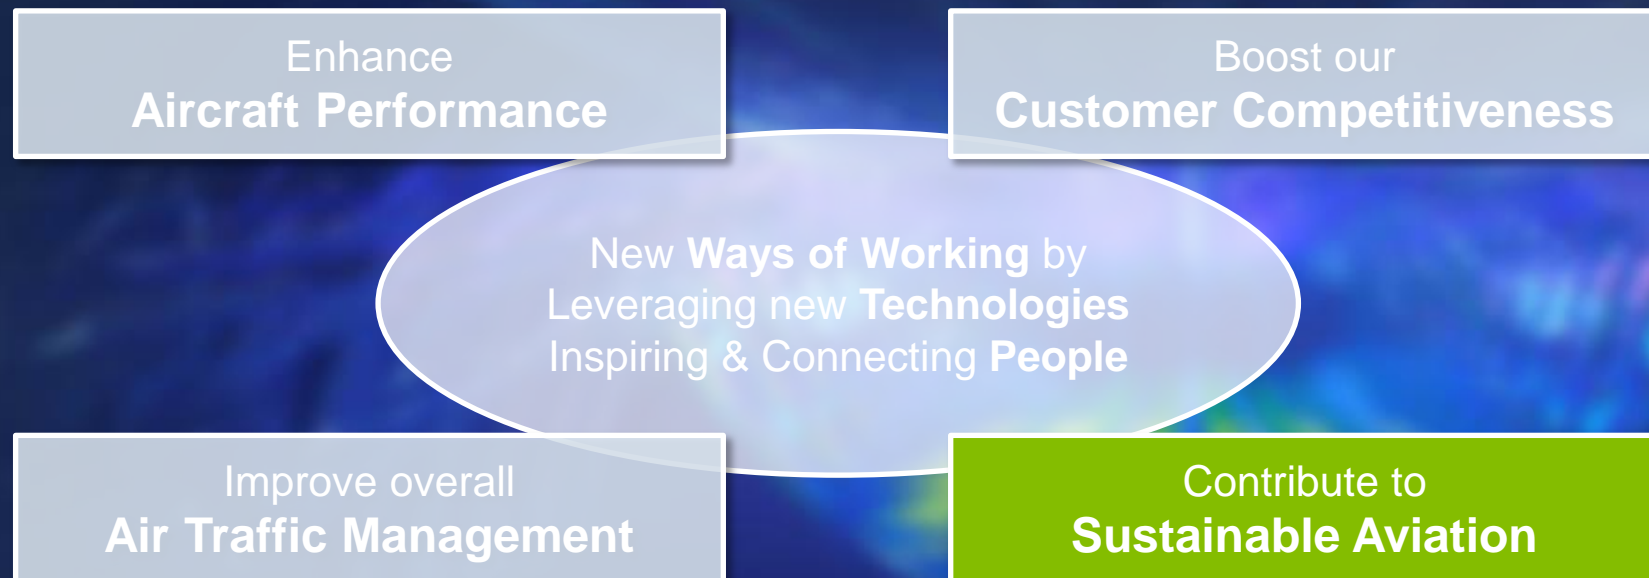 Enhance
Aircraft Performance
Boost our
Customer Competitiveness
New Ways of Working by
Leveraging new Technologies
Inspiring & Connecting People
Improve overall
Air Traffic Management
Contribute to
Sustainable Aviation